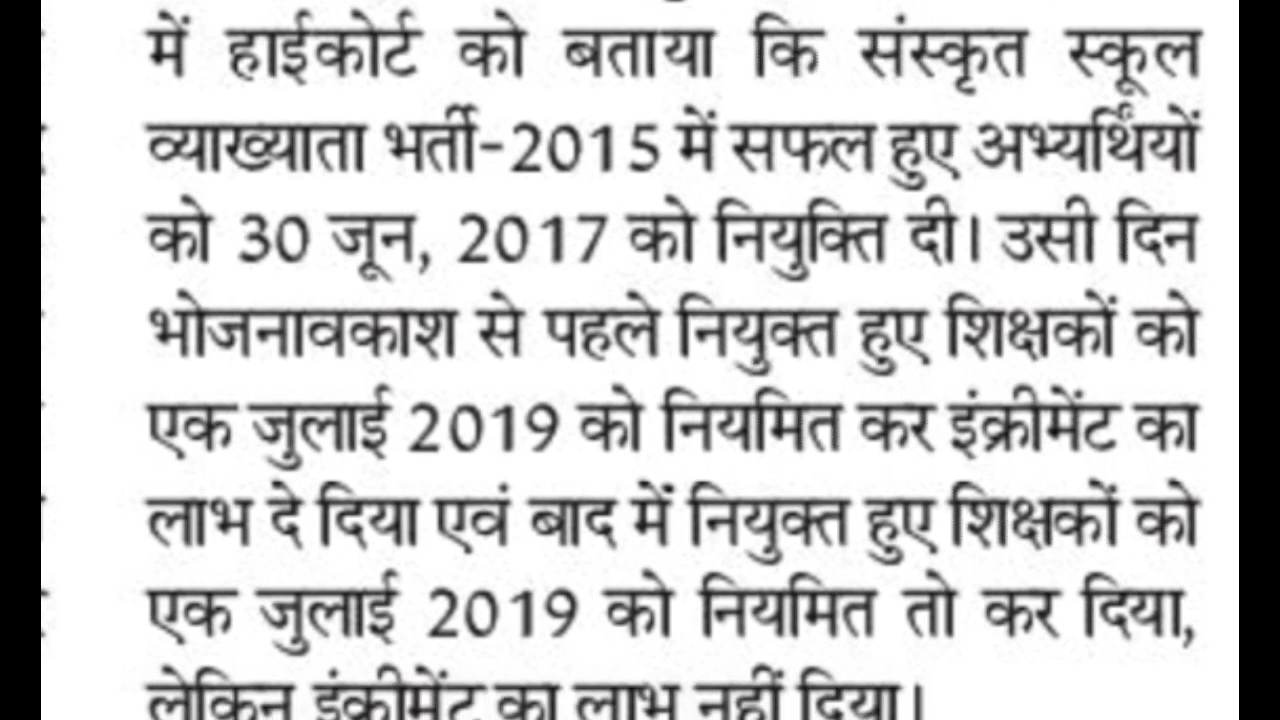 में हाईकोर्ट को बताया कि संस्कृत स्कूल
व्याख्याता भर्ती-2015 में सफल हुए अभ्यर्थियों
को 30 जून, 2017 को नियुक्ति दी। उसी दिन
भोजनावकाश से पहले नियुक्त हुए शिक्षकों को
एक जुलाई 2019 को नियमित कर इंक्रीमेंट का
लाभ दे दिया एवं बाद में नियुक्त हुए शिक्षकों को
एक जुलाई 2019 को नियमित तो कर दिया,
लेकिन इंक्रीमेंट का लाभ नहीं दिया।